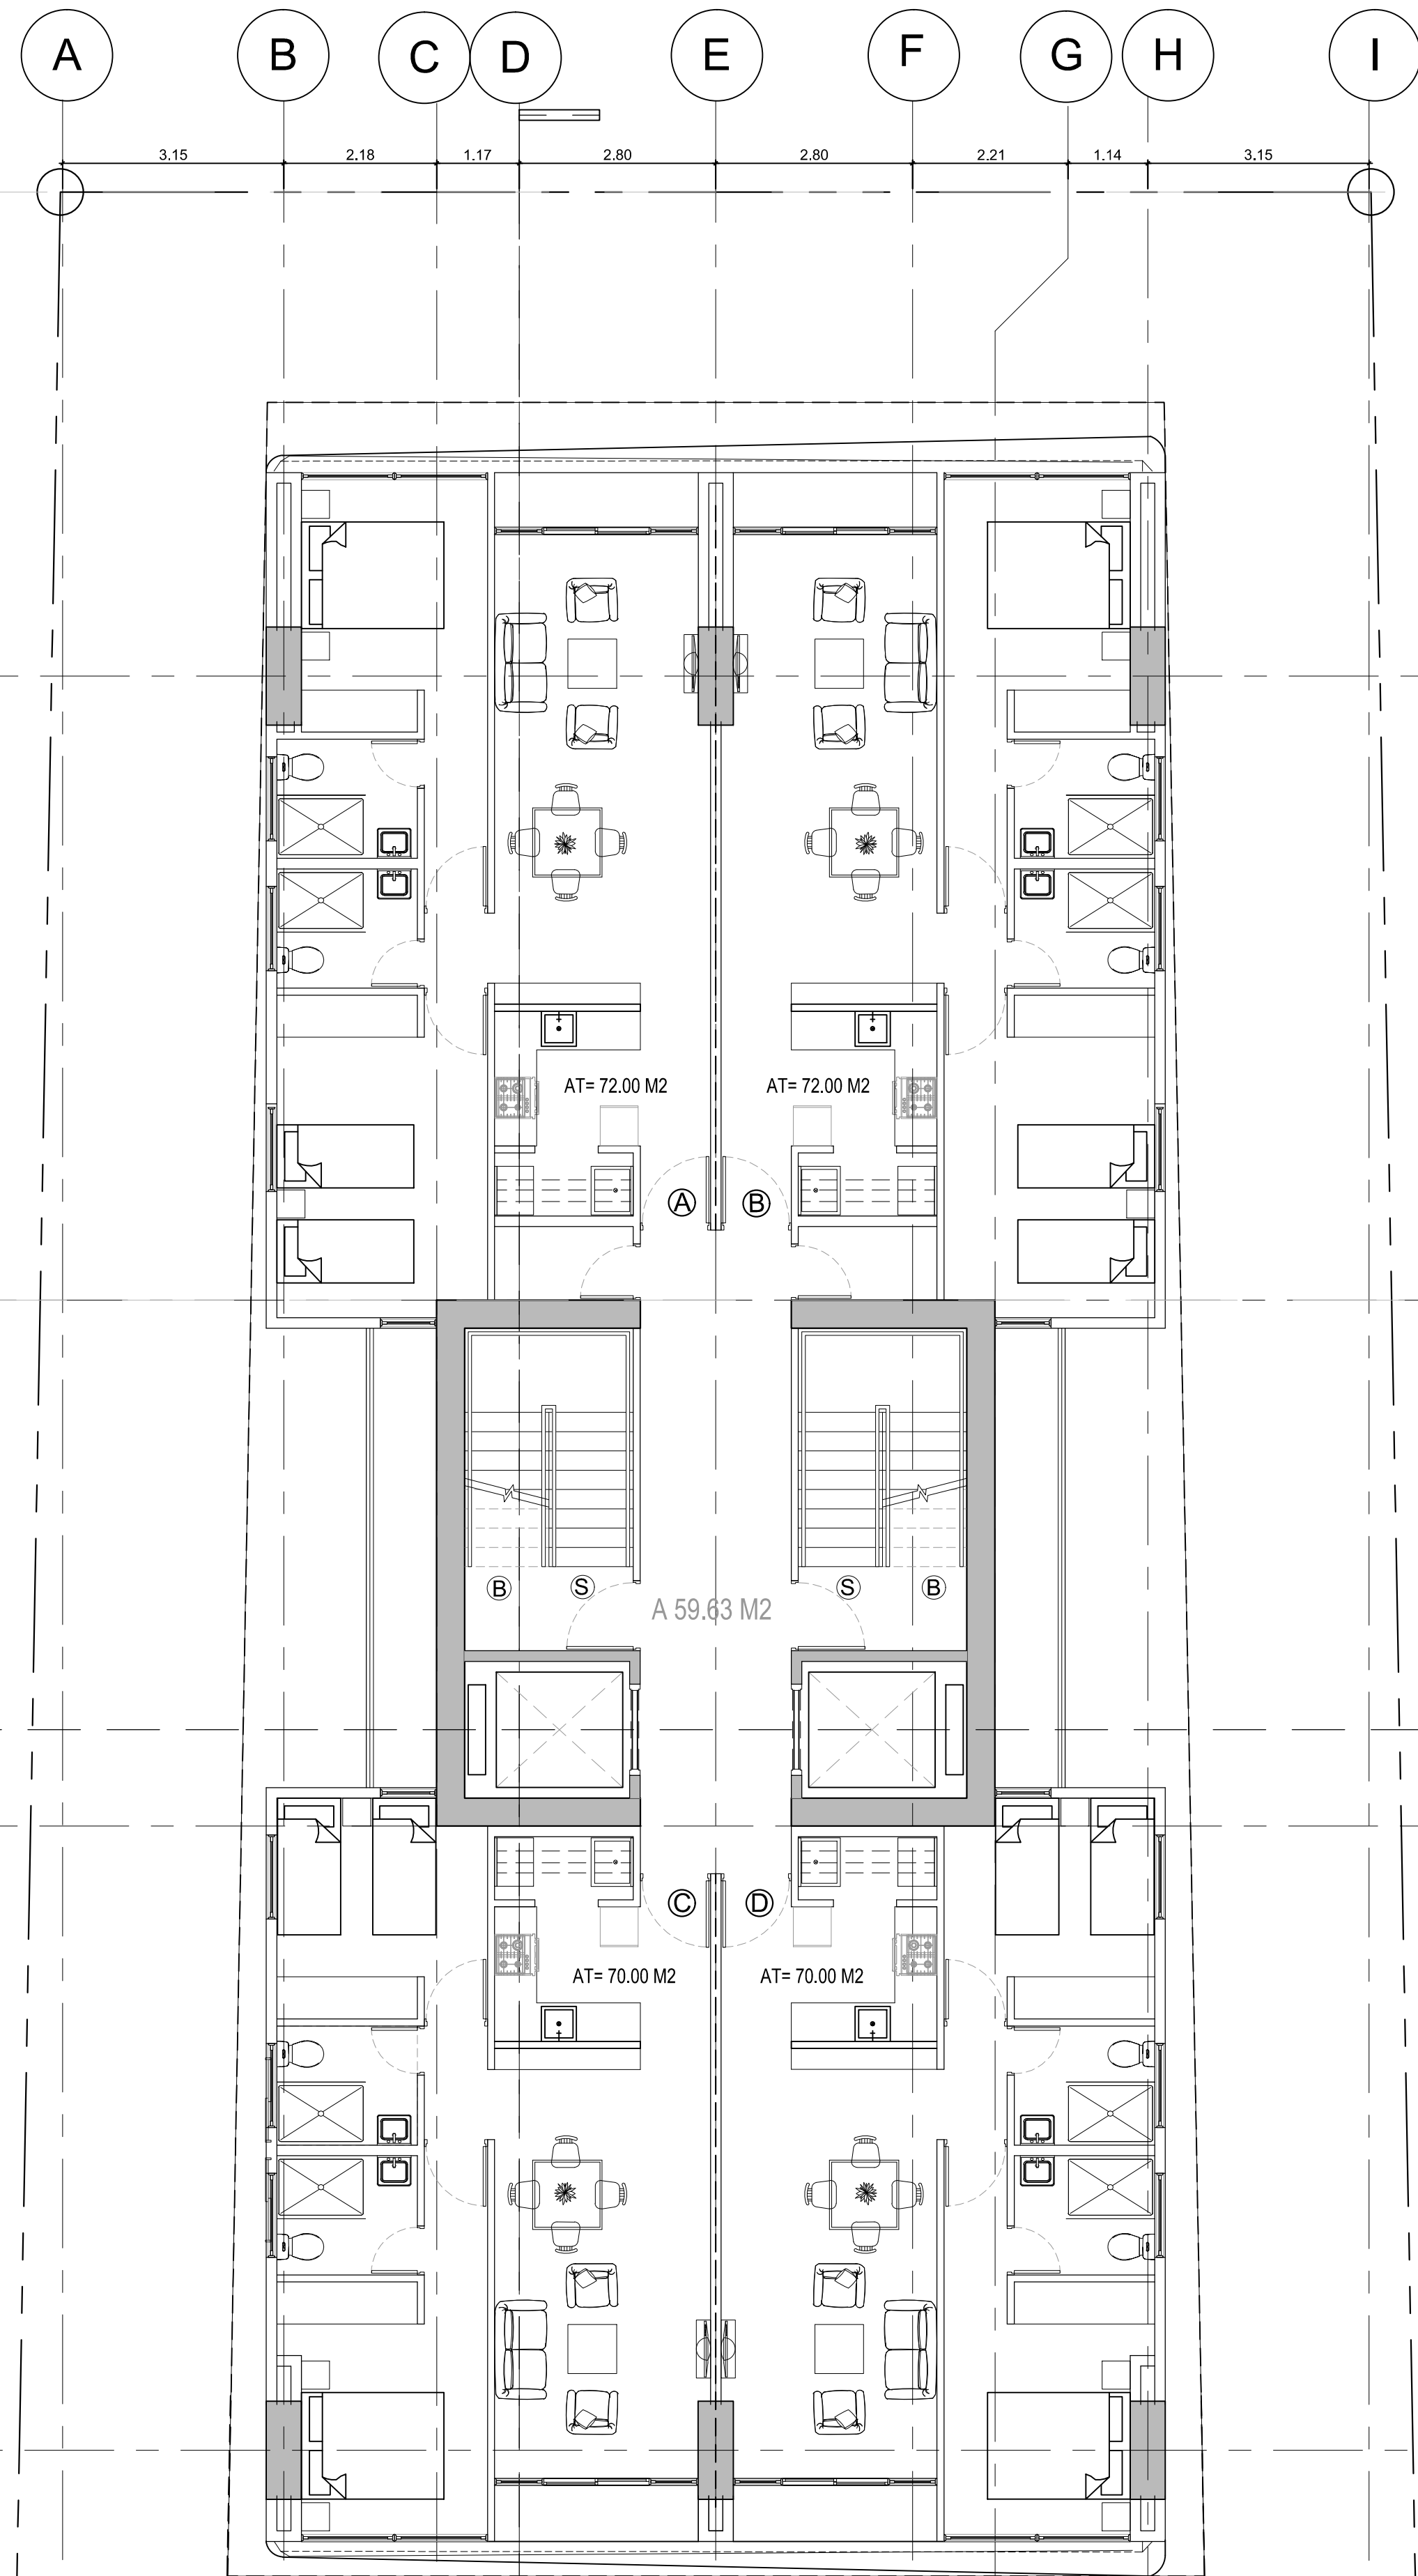 A B C D E F G H I
3.15 2.18 1.17 2.80 2.80 2.21 1.14 3.15
AT= 72.00 M2 AT= 72.00 M2
A B
B S S B
A 59.63 M2
C D
AT= 70.00 M2 AT= 70.00 M2